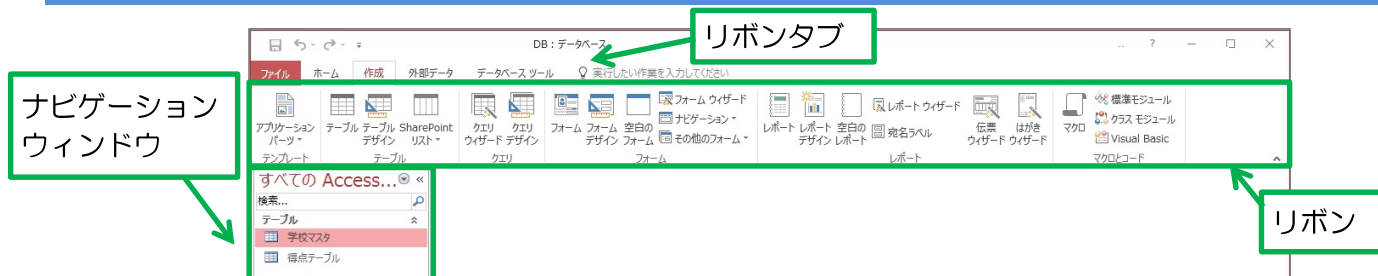 リボンタブ
DB : データベース
.. ?
ファイル ホーム 作成 外部データ データベース ツール 実行したい作業を入力してください
ナビゲーション
ウィンドウ
アプリケーション
パーツ
テーブル テーブル
デザイン
SharePoint
リスト
クエリ
ウィザード
クエリ
デザイン
フォーム フォーム
デザイン
空白の
フォーム
フォーム ウィザード
ナビゲーション
その他のフォーム
レポート レポート
デザイン
空白の
レポート
レポート ウィザード
宛名ラベル
伝票
ウィザード
はがき
ウィザード
マクロ
標準モジュール
クラス モジュール
Visual Basic
テンプレート テーブル クエリ フォーム レポート マクロとコード
すべての Access... «
検索...
テーブル
学校マスタ
得点テーブル
リボン